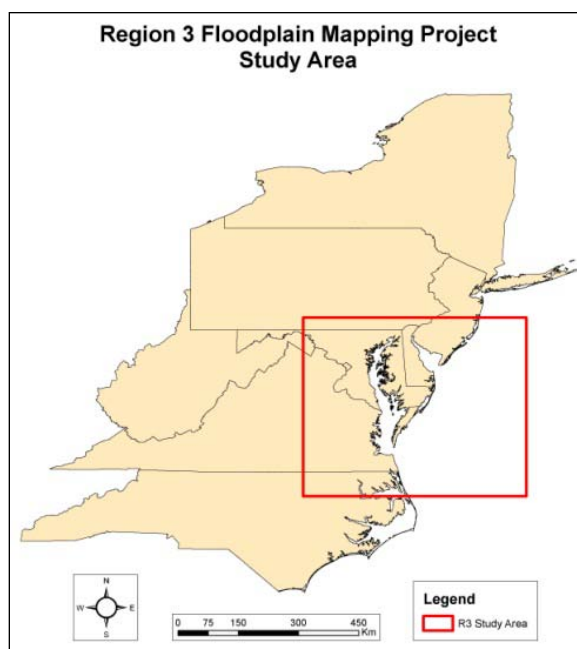 Region 3 Floodplain Mapping Project
Study Area
N
W E
S
0 75 150 300 450
Km
Legend
R3 Study Area